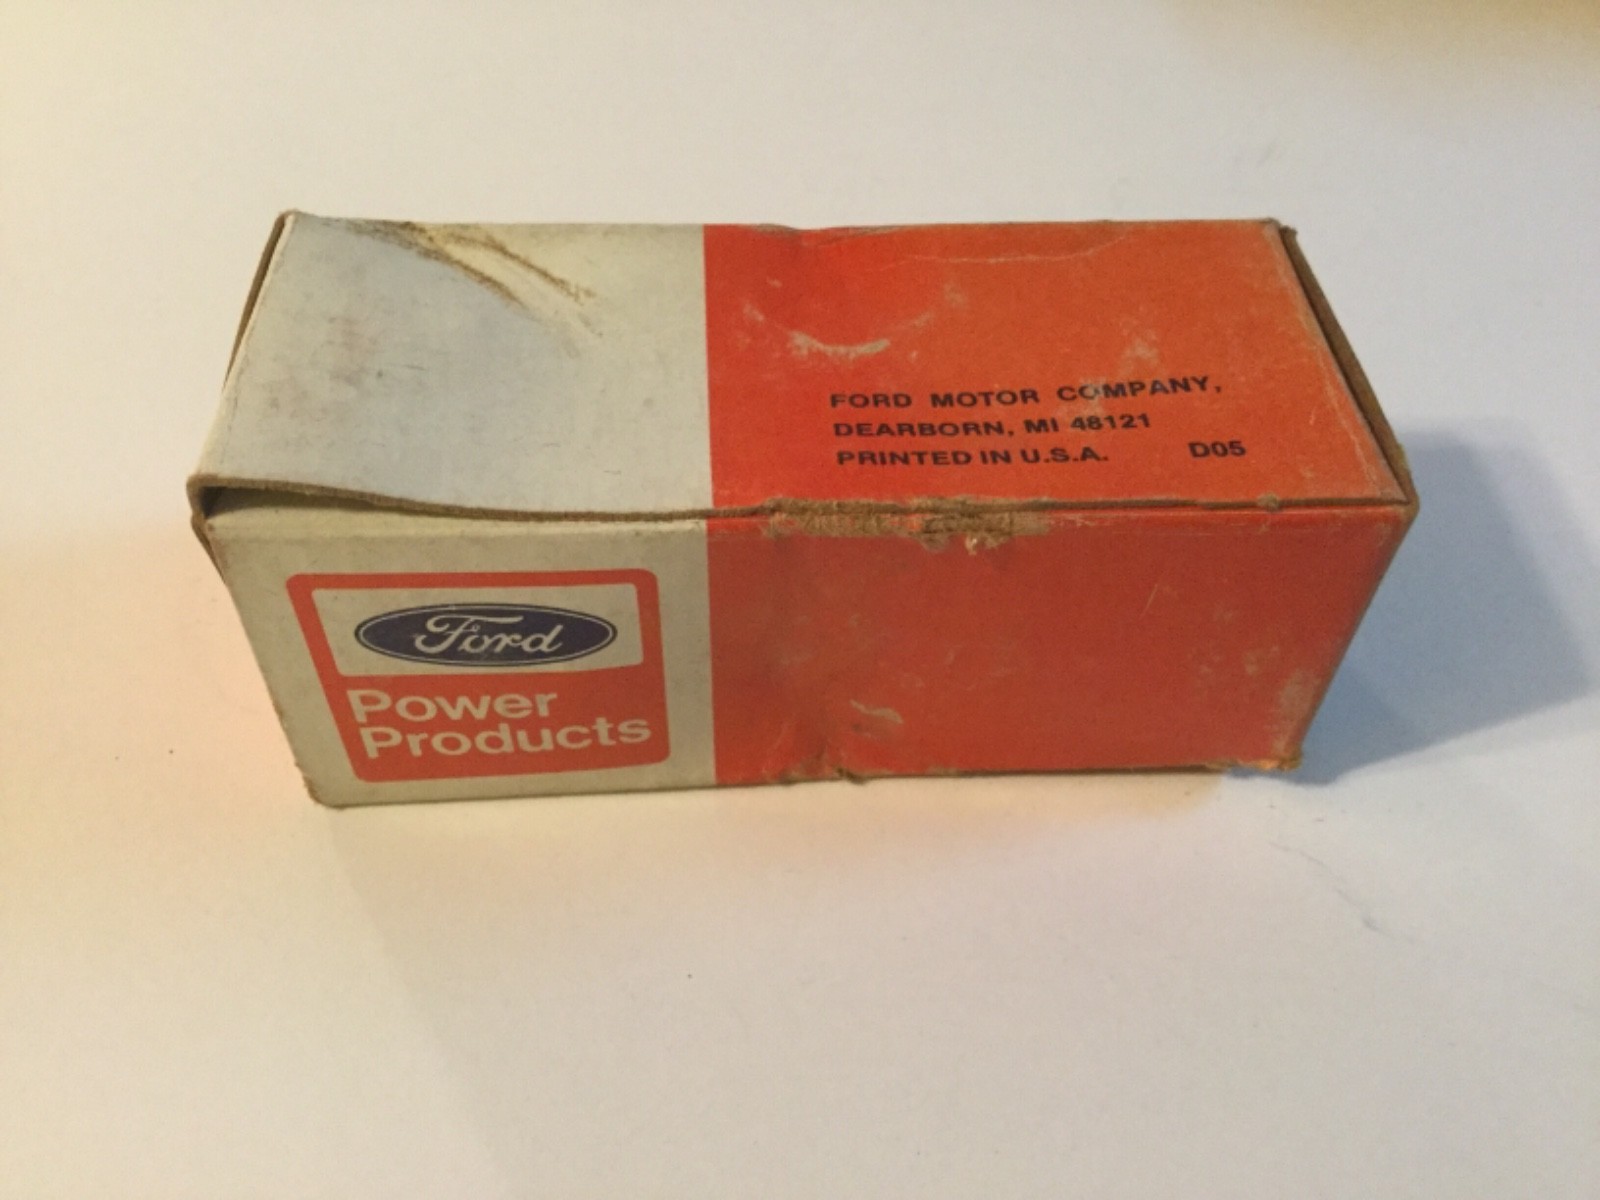 FORD MOTOR COMPANY,
DEARBORN, MI 48121
PRINTED IN U.S.A. D05
Ford
Power
Products